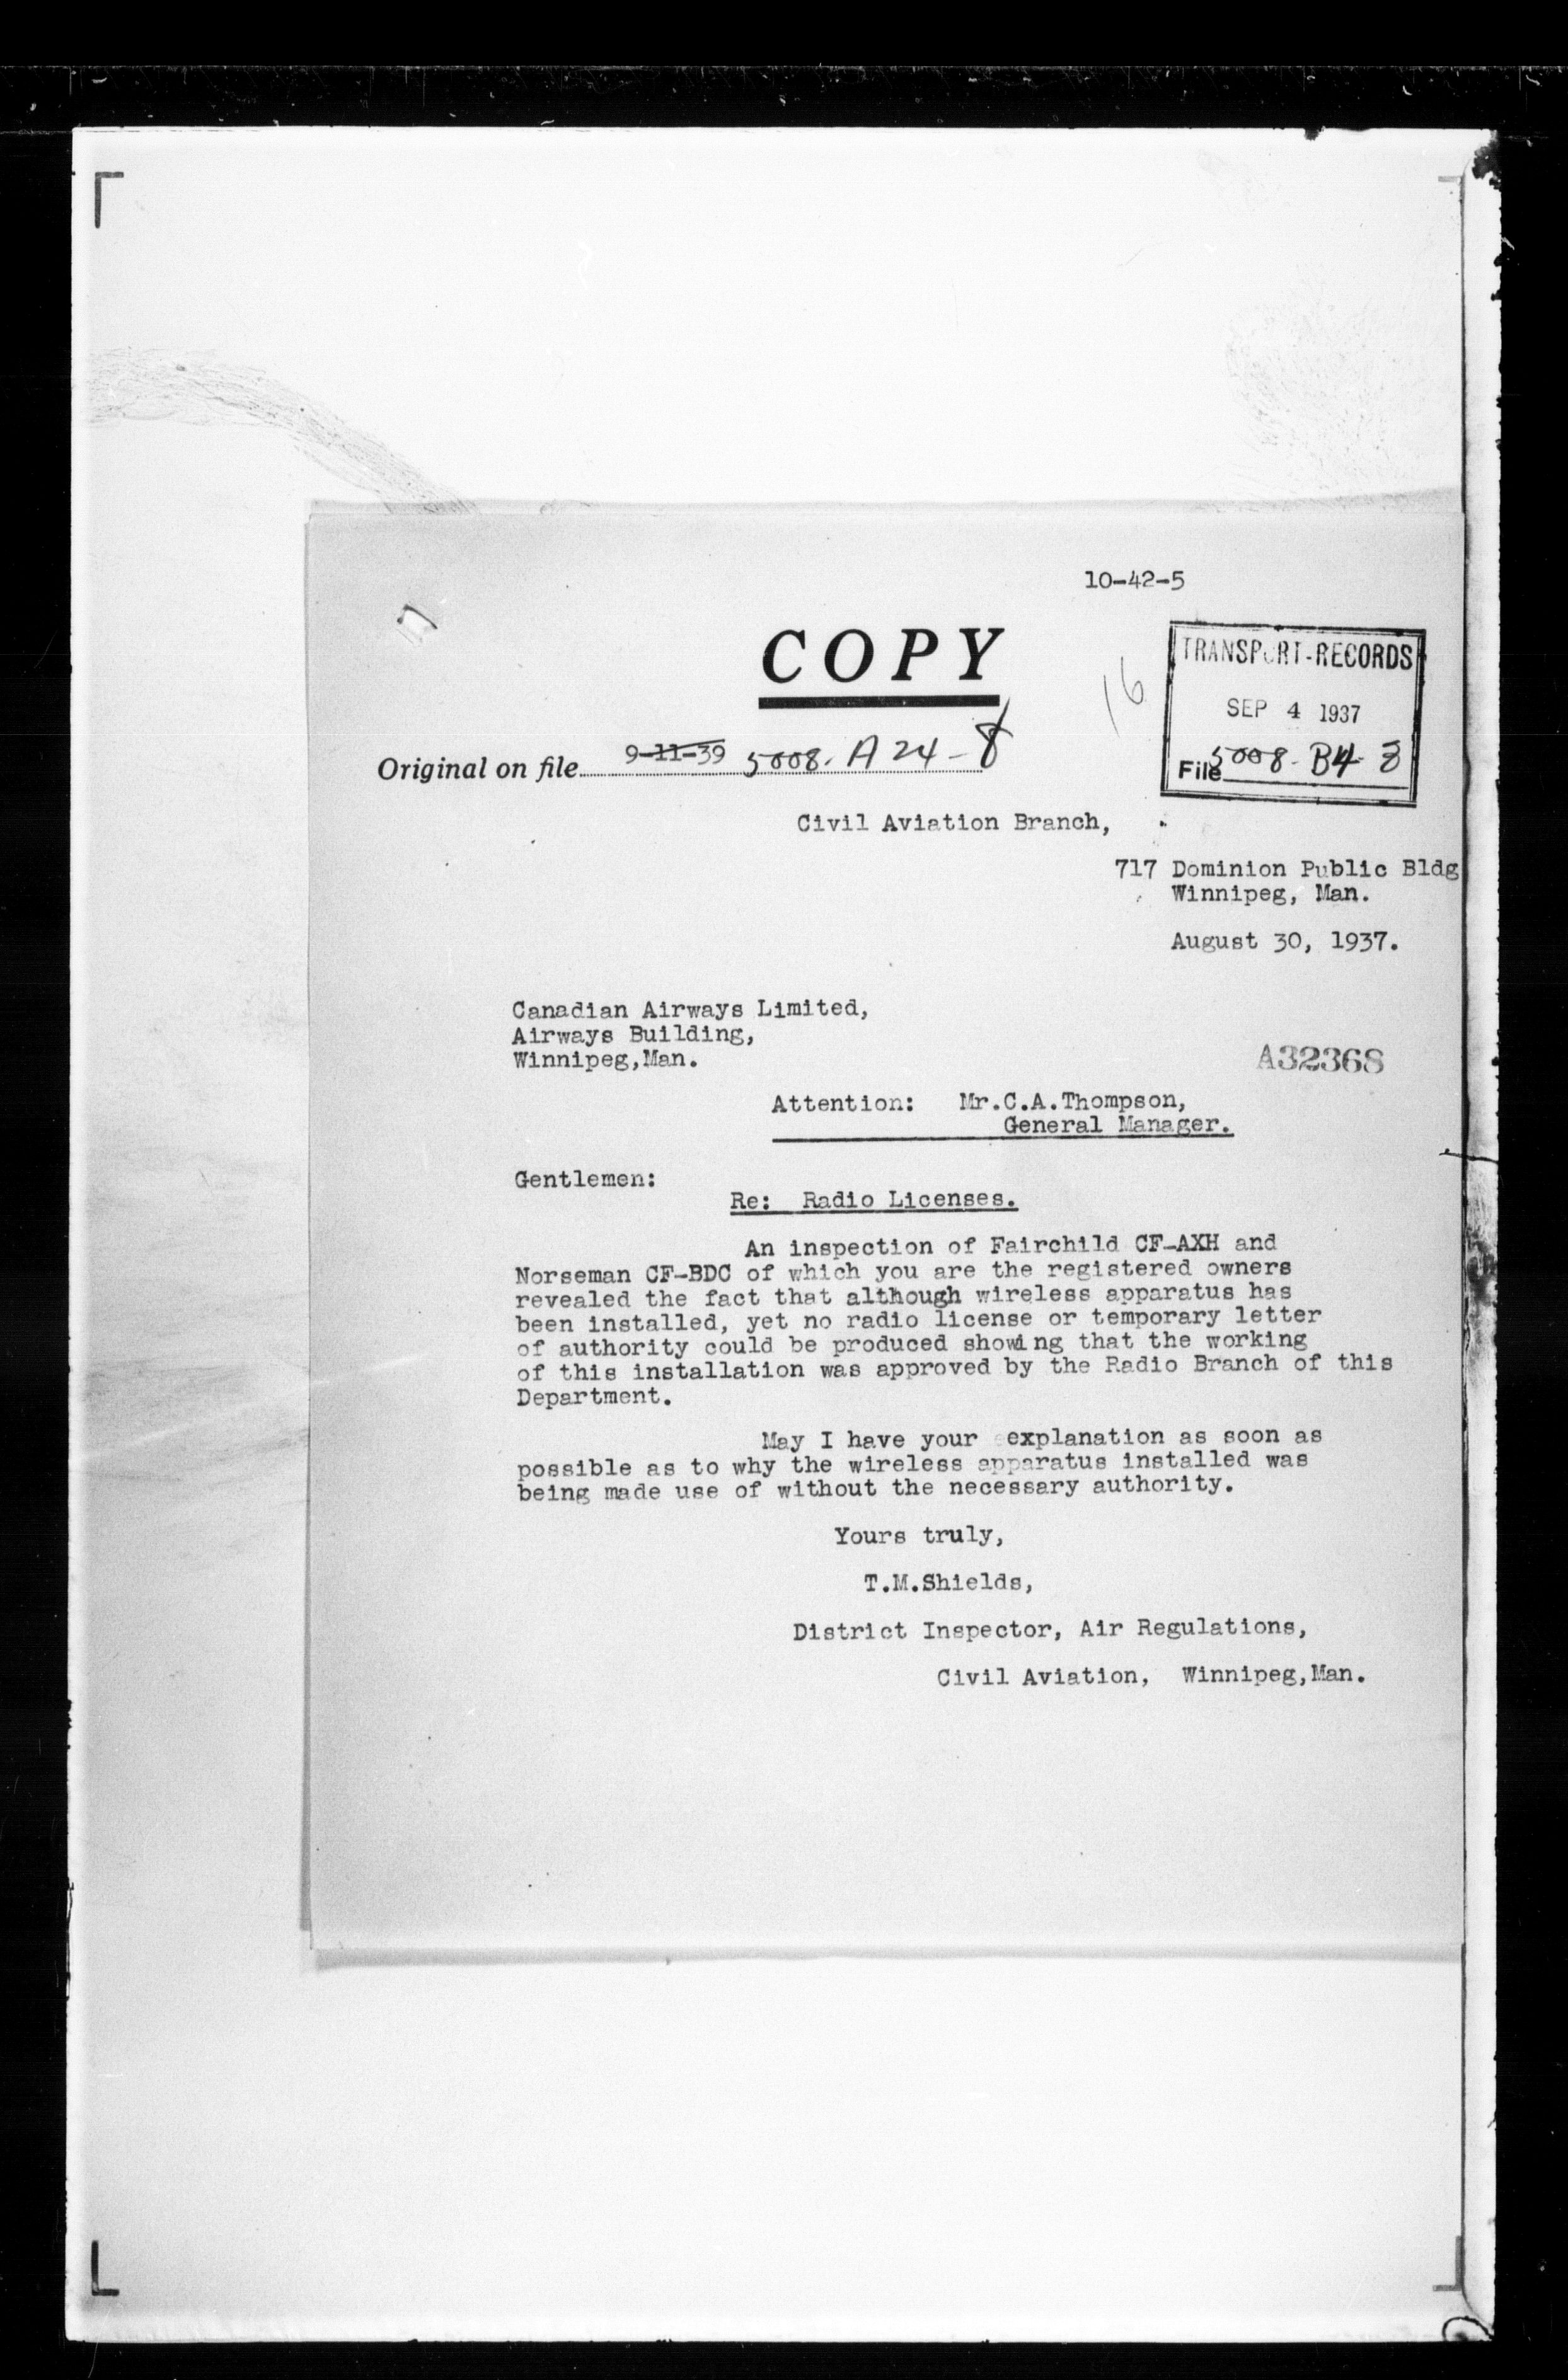 10-42-5
COPY
16
TRANSPORT-RECORDS
SEP 4 1937
File 5008-B4-8
Original on file 9-11-39 5008-A24-8
Civil Aviation Branch,
717 Dominion Public Bldg
Winnipeg, Man.
August 30, 1937.
Canadian Airways Limited,
Airways Building,
Winnipeg,Man.
A32368
Attention: Mr.C.A.Thompson,
General Manager.
Gentlemen:
Re: Radio Licenses.
An inspection of Fairchild CF-AXH and
Norseman CF-BDC of which you are the registered owners
revealed the fact that although wireless apparatus has
been installed, yet no radio license or temporary letter
of authority could be produced showing that the working
of this installation was approved by the Radio Branch of this
Department.
May I have your explanation as soon as
possible as to why the wireless apparatus installed was
being made use of without the necessary authority.
Yours truly,
T.M.Shields,
District Inspector, Air Regulations,
Civil Aviation, Winnipeg,Man.